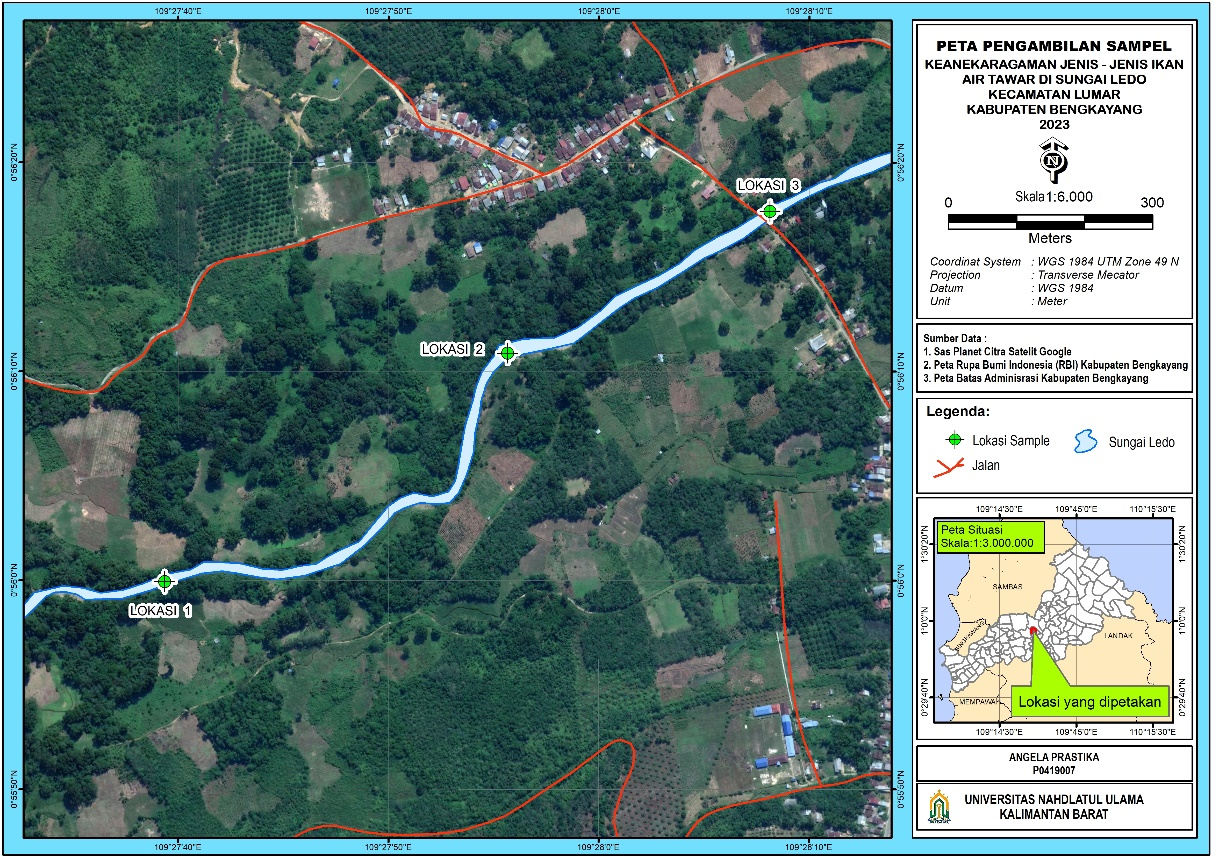 109°27'40"E 109°27'50"E 109°28'0"E 109°28'10"E
0°56'20"N 0°56'20"N
0°56'10"N 0°56'10"N
0°56'0"N 0°56'0"N
0°55'50"N 0°55'50"N
109°27'40"E 109°27'50"E 109°28'0"E 109°28'10"E
LOKASI 3
LOKASI 2
LOKASI 1
PETA PENGAMBILAN SAMPEL
KEANEKARAGAMAN JENIS - JENIS IKAN
AIR TAWAR DI SUNGAI LEDO
KECAMATAN LUMAR
KABUPATEN BENGKAYANG
2023
N
Skala1:6.000
0 300
Meters
Coordinat System : WGS 1984 UTM Zone 49 N
Projection : Transverse Mecator
Datum : WGS 1984
Unit : Meter
Sumber Data :
1. Sas Planet Citra Satelit Google
2. Peta Rupa Bumi Indonesia (RBI) Kabupaten Bengkayang
3. Peta Batas Adminisrasi Kabupaten Bengkayang
Legenda:
Lokasi Sample
Sungai Ledo
Jalan
109°14'30"E 109°45'0"E 110°15'30"E
Peta Situasi
Skala:1:3.000.000
1°30'20"N 1°30'20"N
SAMBAS
1°0'0"N 1°0'0"N
LANDAK
0°29'40"N 0°29'40"N
MEMPAWAH
Lokasi yang dipetakan
109°14'30"E 109°45'0"E 110°15'30"E
ANGELA PRASTIKA
P0419007
UNIVERSITAS NAHDLATUL ULAMA
KALIMANTAN BARAT